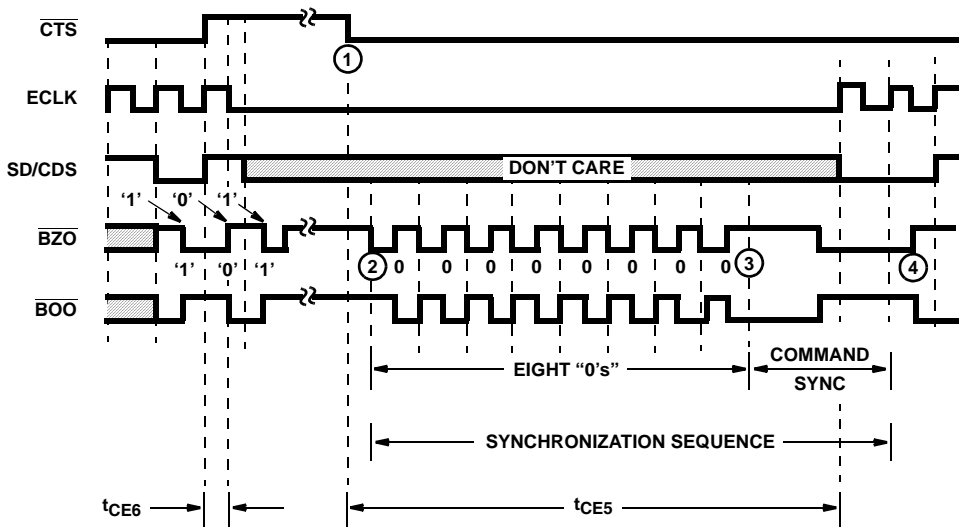 CTS
1
ECLK
SD/CDS
DON'T CARE
‘1’ ‘0’ ‘1’
BZO
‘1’ ‘0’ ‘1’ 2 0 0 0 0 0 0 0 0 3 4
BOO
EIGHT “0's”
COMMAND
SYNC
SYNCHRONIZATION SEQUENCE
tCE6 tCE5